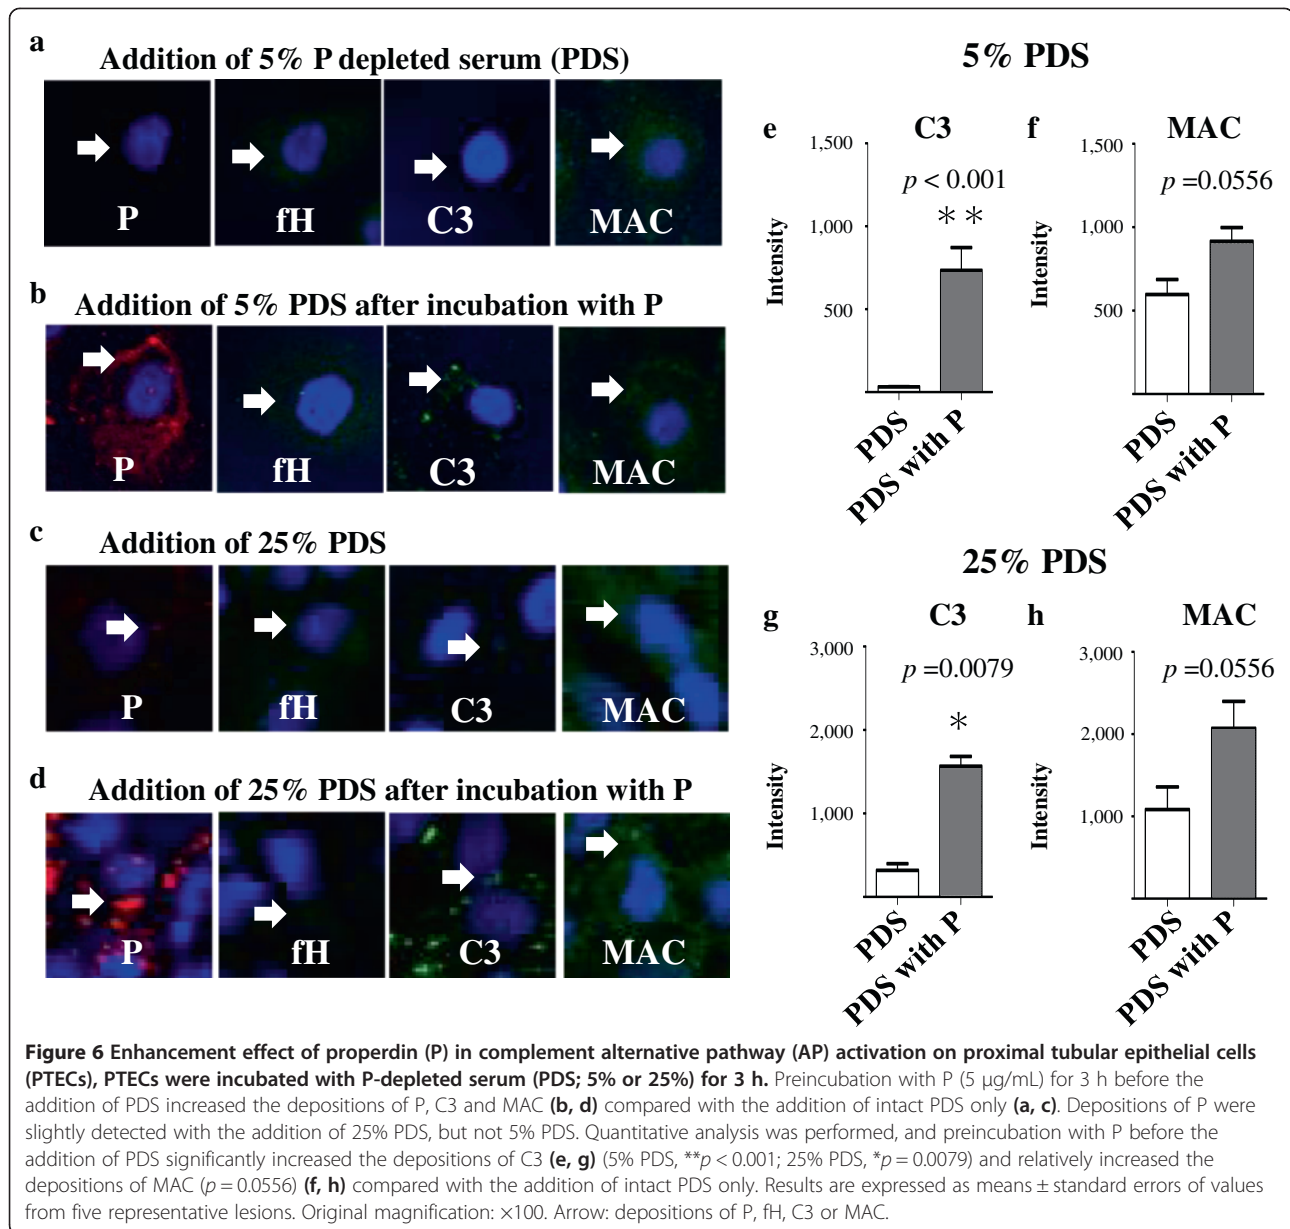 a
Addition of 5% P depleted serum (PDS)
P
fH
C3
MAC
b
Addition of 5% PDS after incubation with P
P
fH
C3
MAC
c
Addition of 25% PDS
P
fH
C3
MAC
d
Addition of 25% PDS after incubation with P
P
fH
C3
MAC
5% PDS
e
C3
1,500
1,000
500
Intensity
p < 0.001
**
PDS
PDS with P
f
MAC
1,500
1,000
500
Intensity
p =0.0556
PDS
PDS with P
25% PDS
g
C3
3,000
2,000
1,000
Intensity
p =0.0079
*
PDS
PDS with P
h
MAC
3,000
2,000
1,000
Intensity
p =0.0556
PDS
PDS with P
Figure 6 Enhancement effect of properdin (P) in complement alternative pathway (AP) activation on proximal tubular epithelial cells
(PTECs), PTECs were incubated with P-depleted serum (PDS; 5% or 25%) for 3 h. Preincubation with P (5 μg/mL) for 3 h before the
addition of PDS increased the depositions of P, C3 and MAC (b, d) compared with the addition of intact PDS only (a, c). Depositions of P were
slightly detected with the addition of 25% PDS, but not 5% PDS. Quantitative analysis was performed, and preincubation with P before the
addition of PDS significantly increased the depositions of C3 (e, g) (5% PDS, **p < 0.001; 25% PDS, *p = 0.0079) and relatively increased the
depositions of MAC (p = 0.0556) (f, h) compared with the addition of intact PDS only. Results are expressed as means ± standard errors of values
from five representative lesions. Original magnification: ×100. Arrow: depositions of P, fH, C3 or MAC.